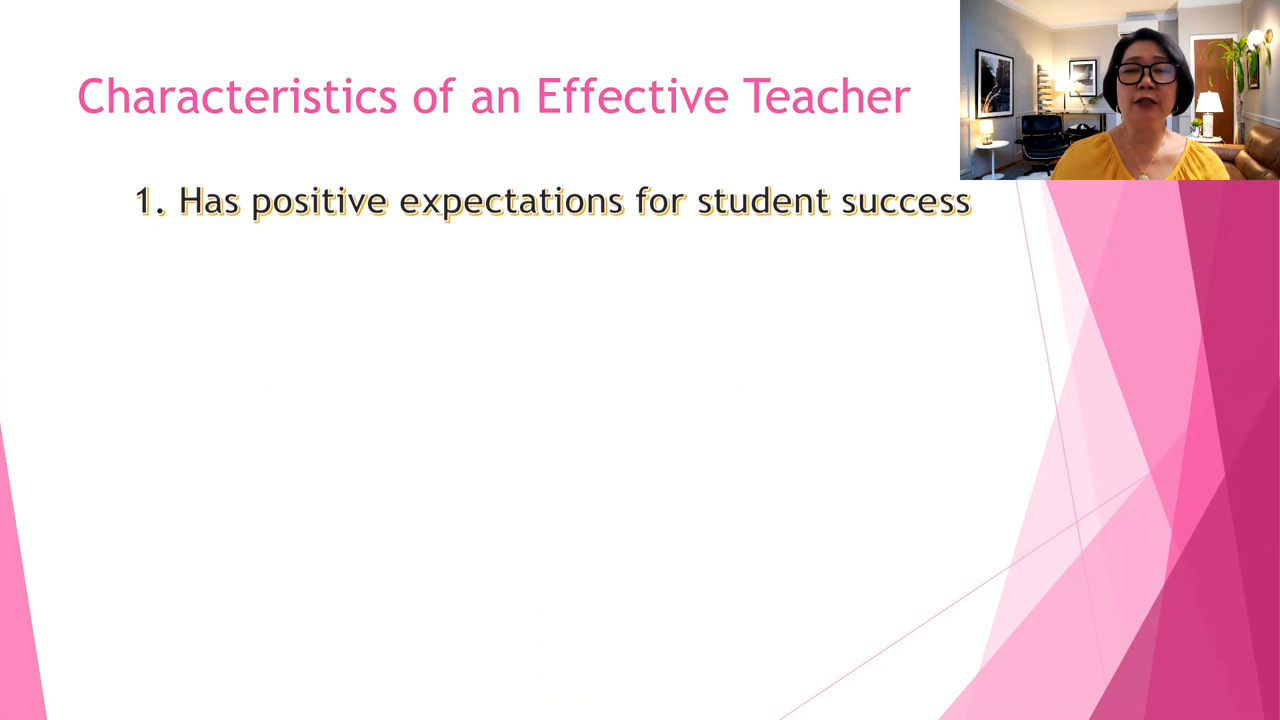 Characteristics of an Effective Teacher
1. Has positive expectations for student success